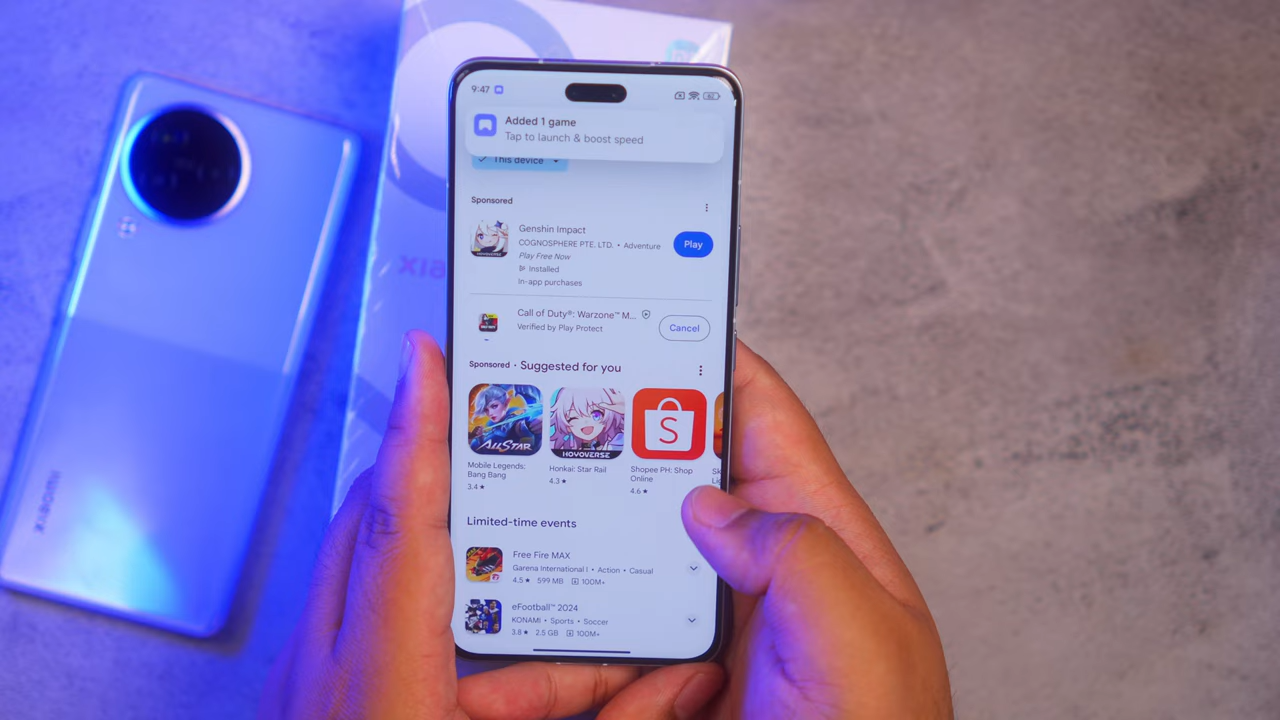 9:47
Added 1 game
Tap to launch & boost speed
This device
Sponsored
Genshin Impact
COGNOSPHERE PTE. LTD. • Adventure
Play Free Now
Installed
In-app purchases
Play
HOYOVERSE
Call of Duty®: Warzone™ M...
Verified by Play Protect
Cancel
Sponsored · Suggested for you
ALLSTAR
HOYOVERSE
S
Mobile Legends: Bang Bang
3.4 ★
Honkai: Star Rail
4.3 ★
Shopee PH: Shop Online
4.6 ★
Limited-time events
Free Fire MAX
Garena International I • Action • Casual
4.5 ★ 599 MB 100M+
eFootball™ 2024
KONAMI • Sports • Soccer
3.8 ★ 2.5 GB 100M+
XIAOMI